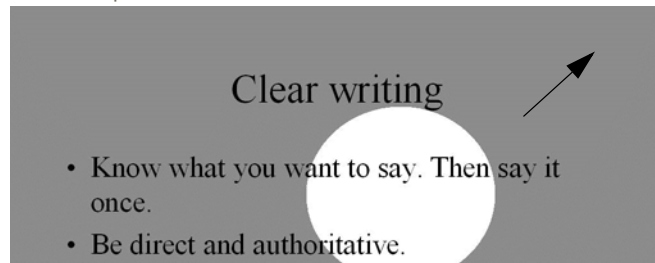 Clear writing
• Know what you want to say. Then say it
once.
• Be direct and authoritative.